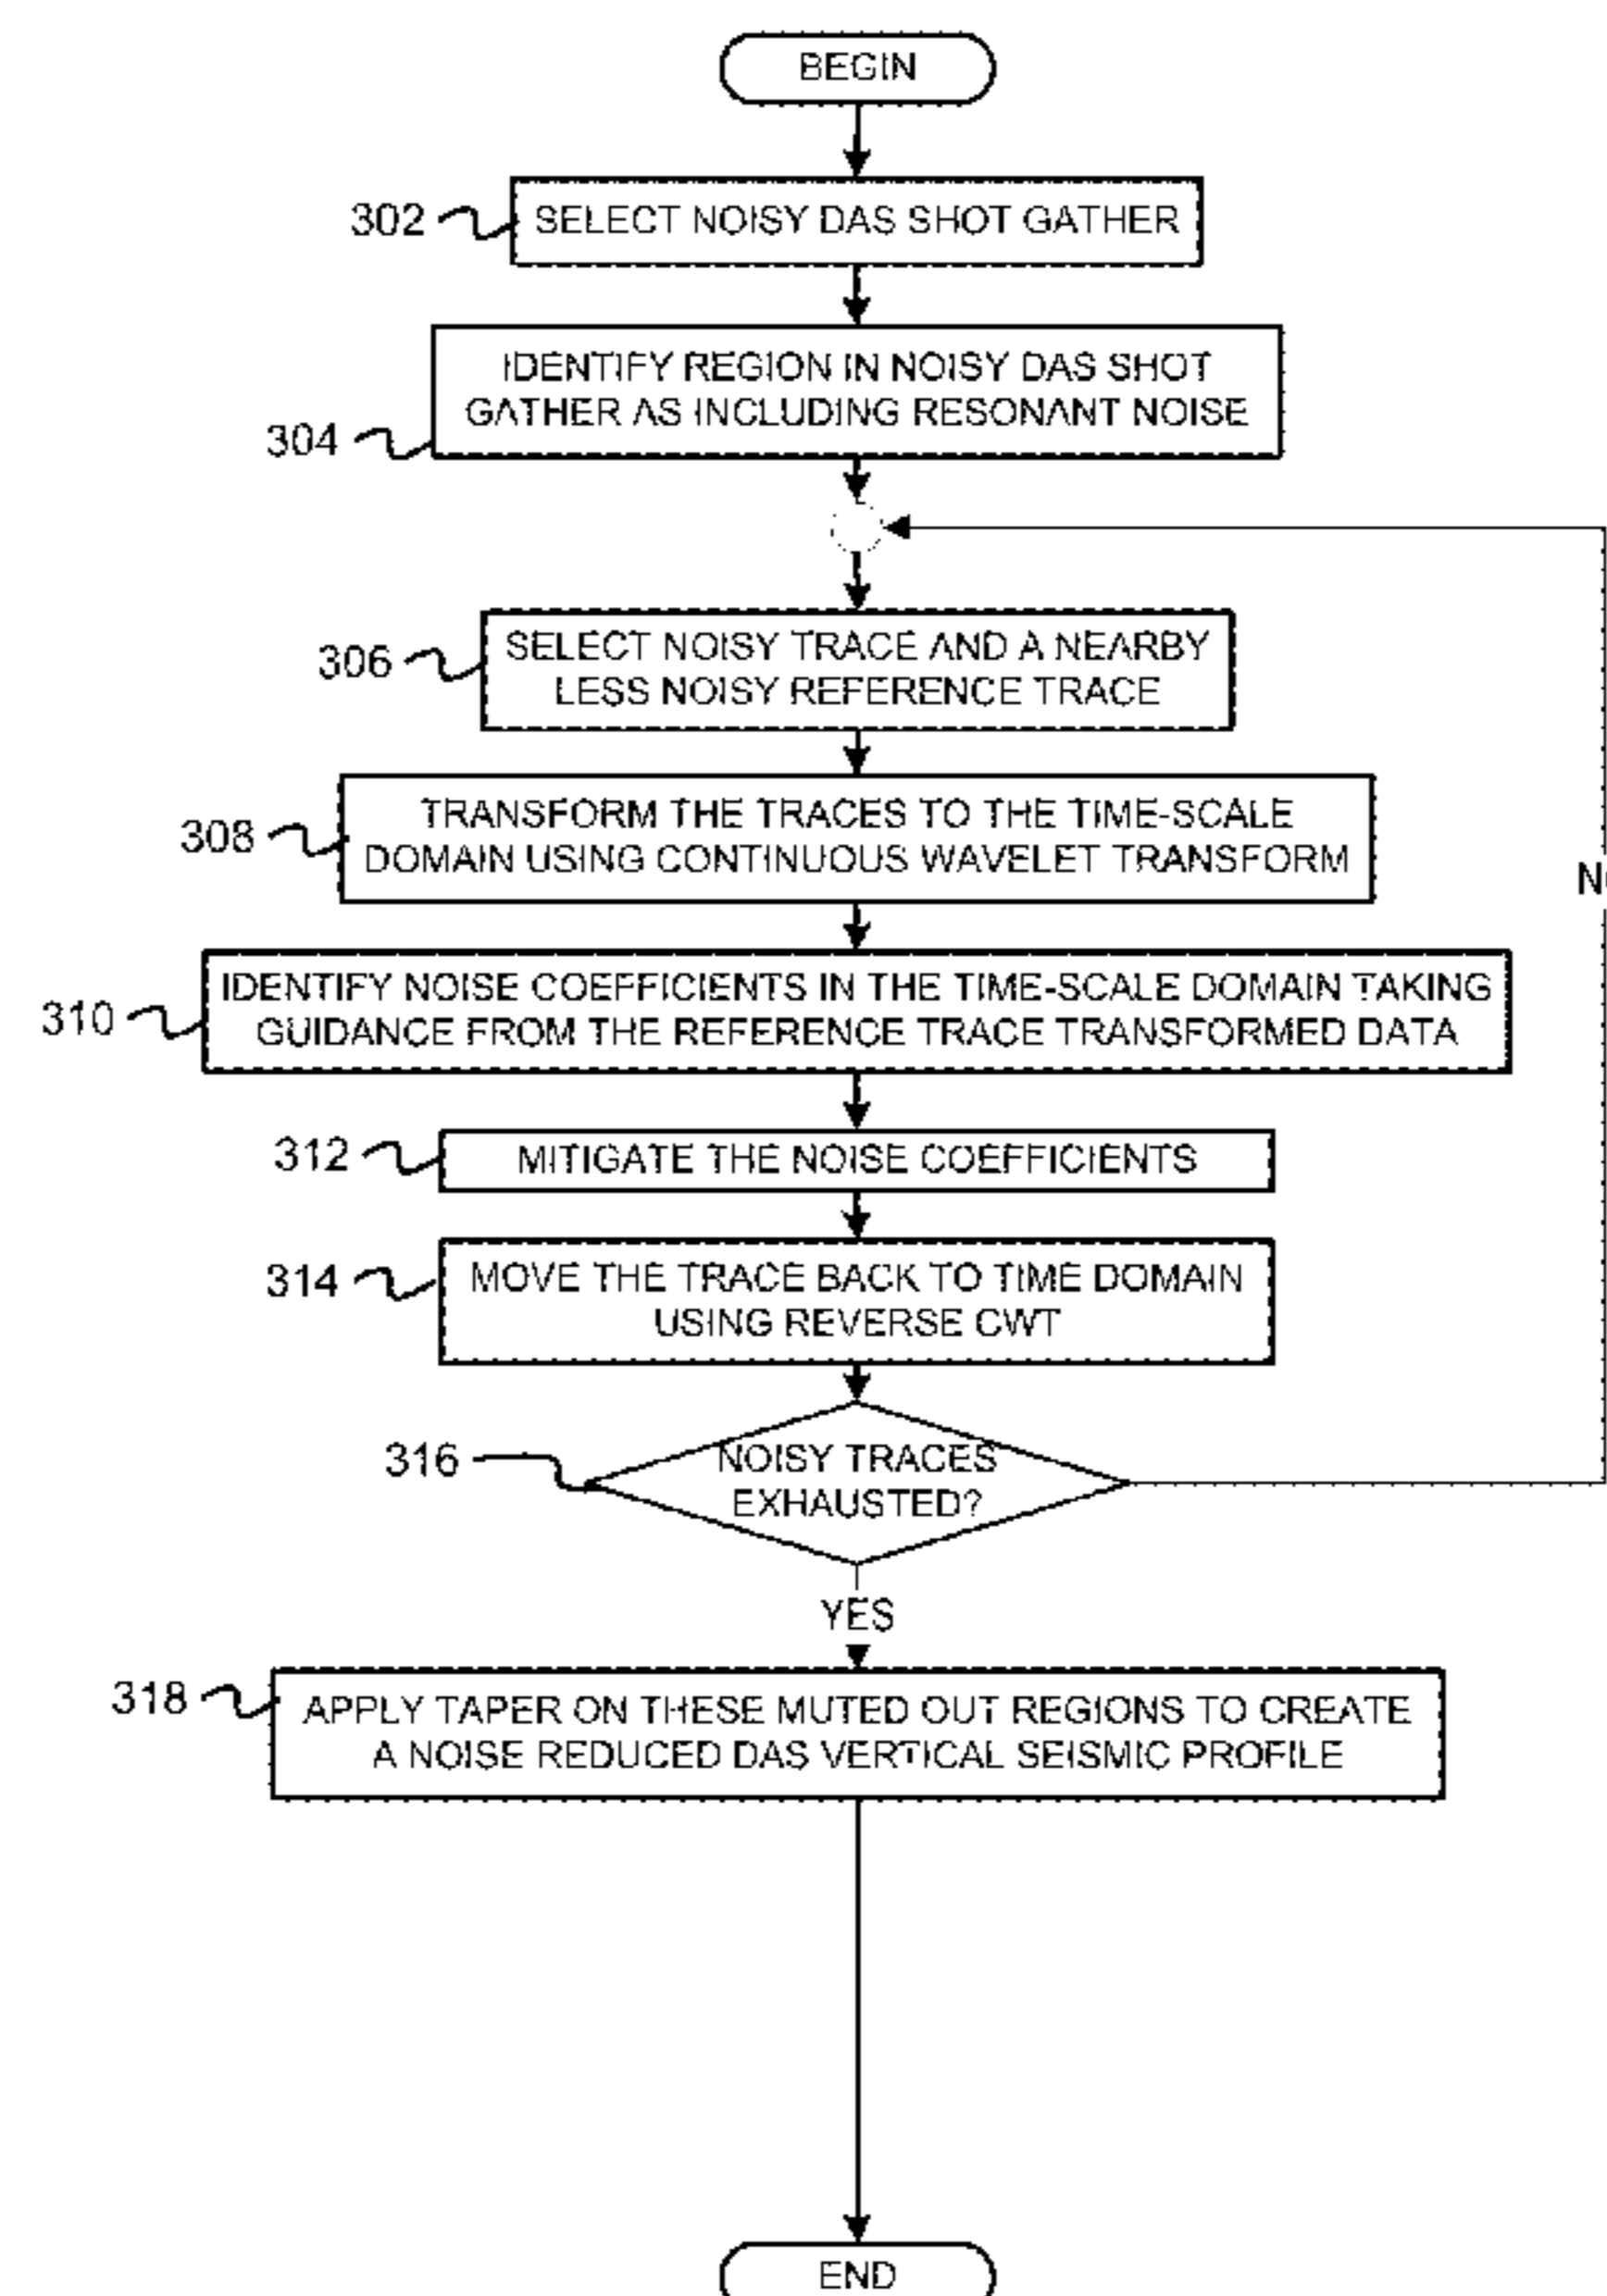 BEGIN
302
SELECT NOISY DAS SHOT GATHER
IDENTIFY REGION IN NOISY DAS SHOT
GATHER AS INCLUDING RESONANT NOISE
304
306
SELECT NOISY TRACE AND A NEARBY
LESS NOISY REFERENCE TRACE
308
TRANSFORM THE TRACES TO THE TIME-SCALE
DOMAIN USING CONTINUOUS WAVELET TRANSFORM
310
IDENTIFY NOISE COEFFICIENTS IN THE TIME-SCALE DOMAIN TAKING
GUIDANCE FROM THE REFERENCE TRACE TRANSFORMED DATA
312
MITIGATE THE NOISE COEFFICIENTS
314
MOVE THE TRACE BACK TO TIME DOMAIN
USING REVERSE CWT
316
NOISY TRACES
EXHAUSTED?
YES
318
APPLY TAPER ON THESE MUTED OUT REGIONS TO CREATE
A NOISE REDUCED DAS VERTICAL SEISMIC PROFILE
END